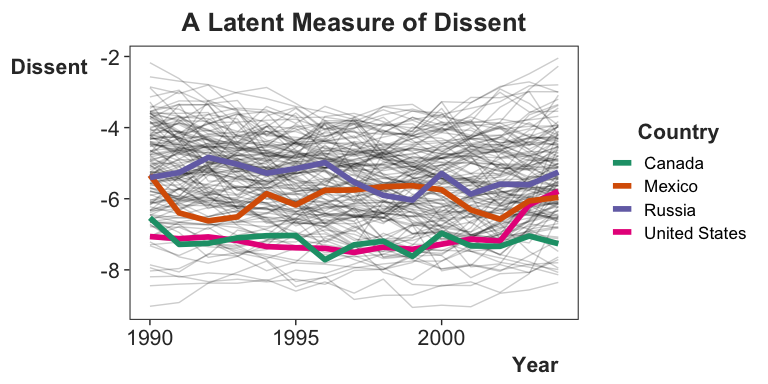 A Latent Measure of Dissent
Dissent
-2
-4
-6
-8
1990 1995 2000
Year
Country
Canada
Mexico
Russia
United States